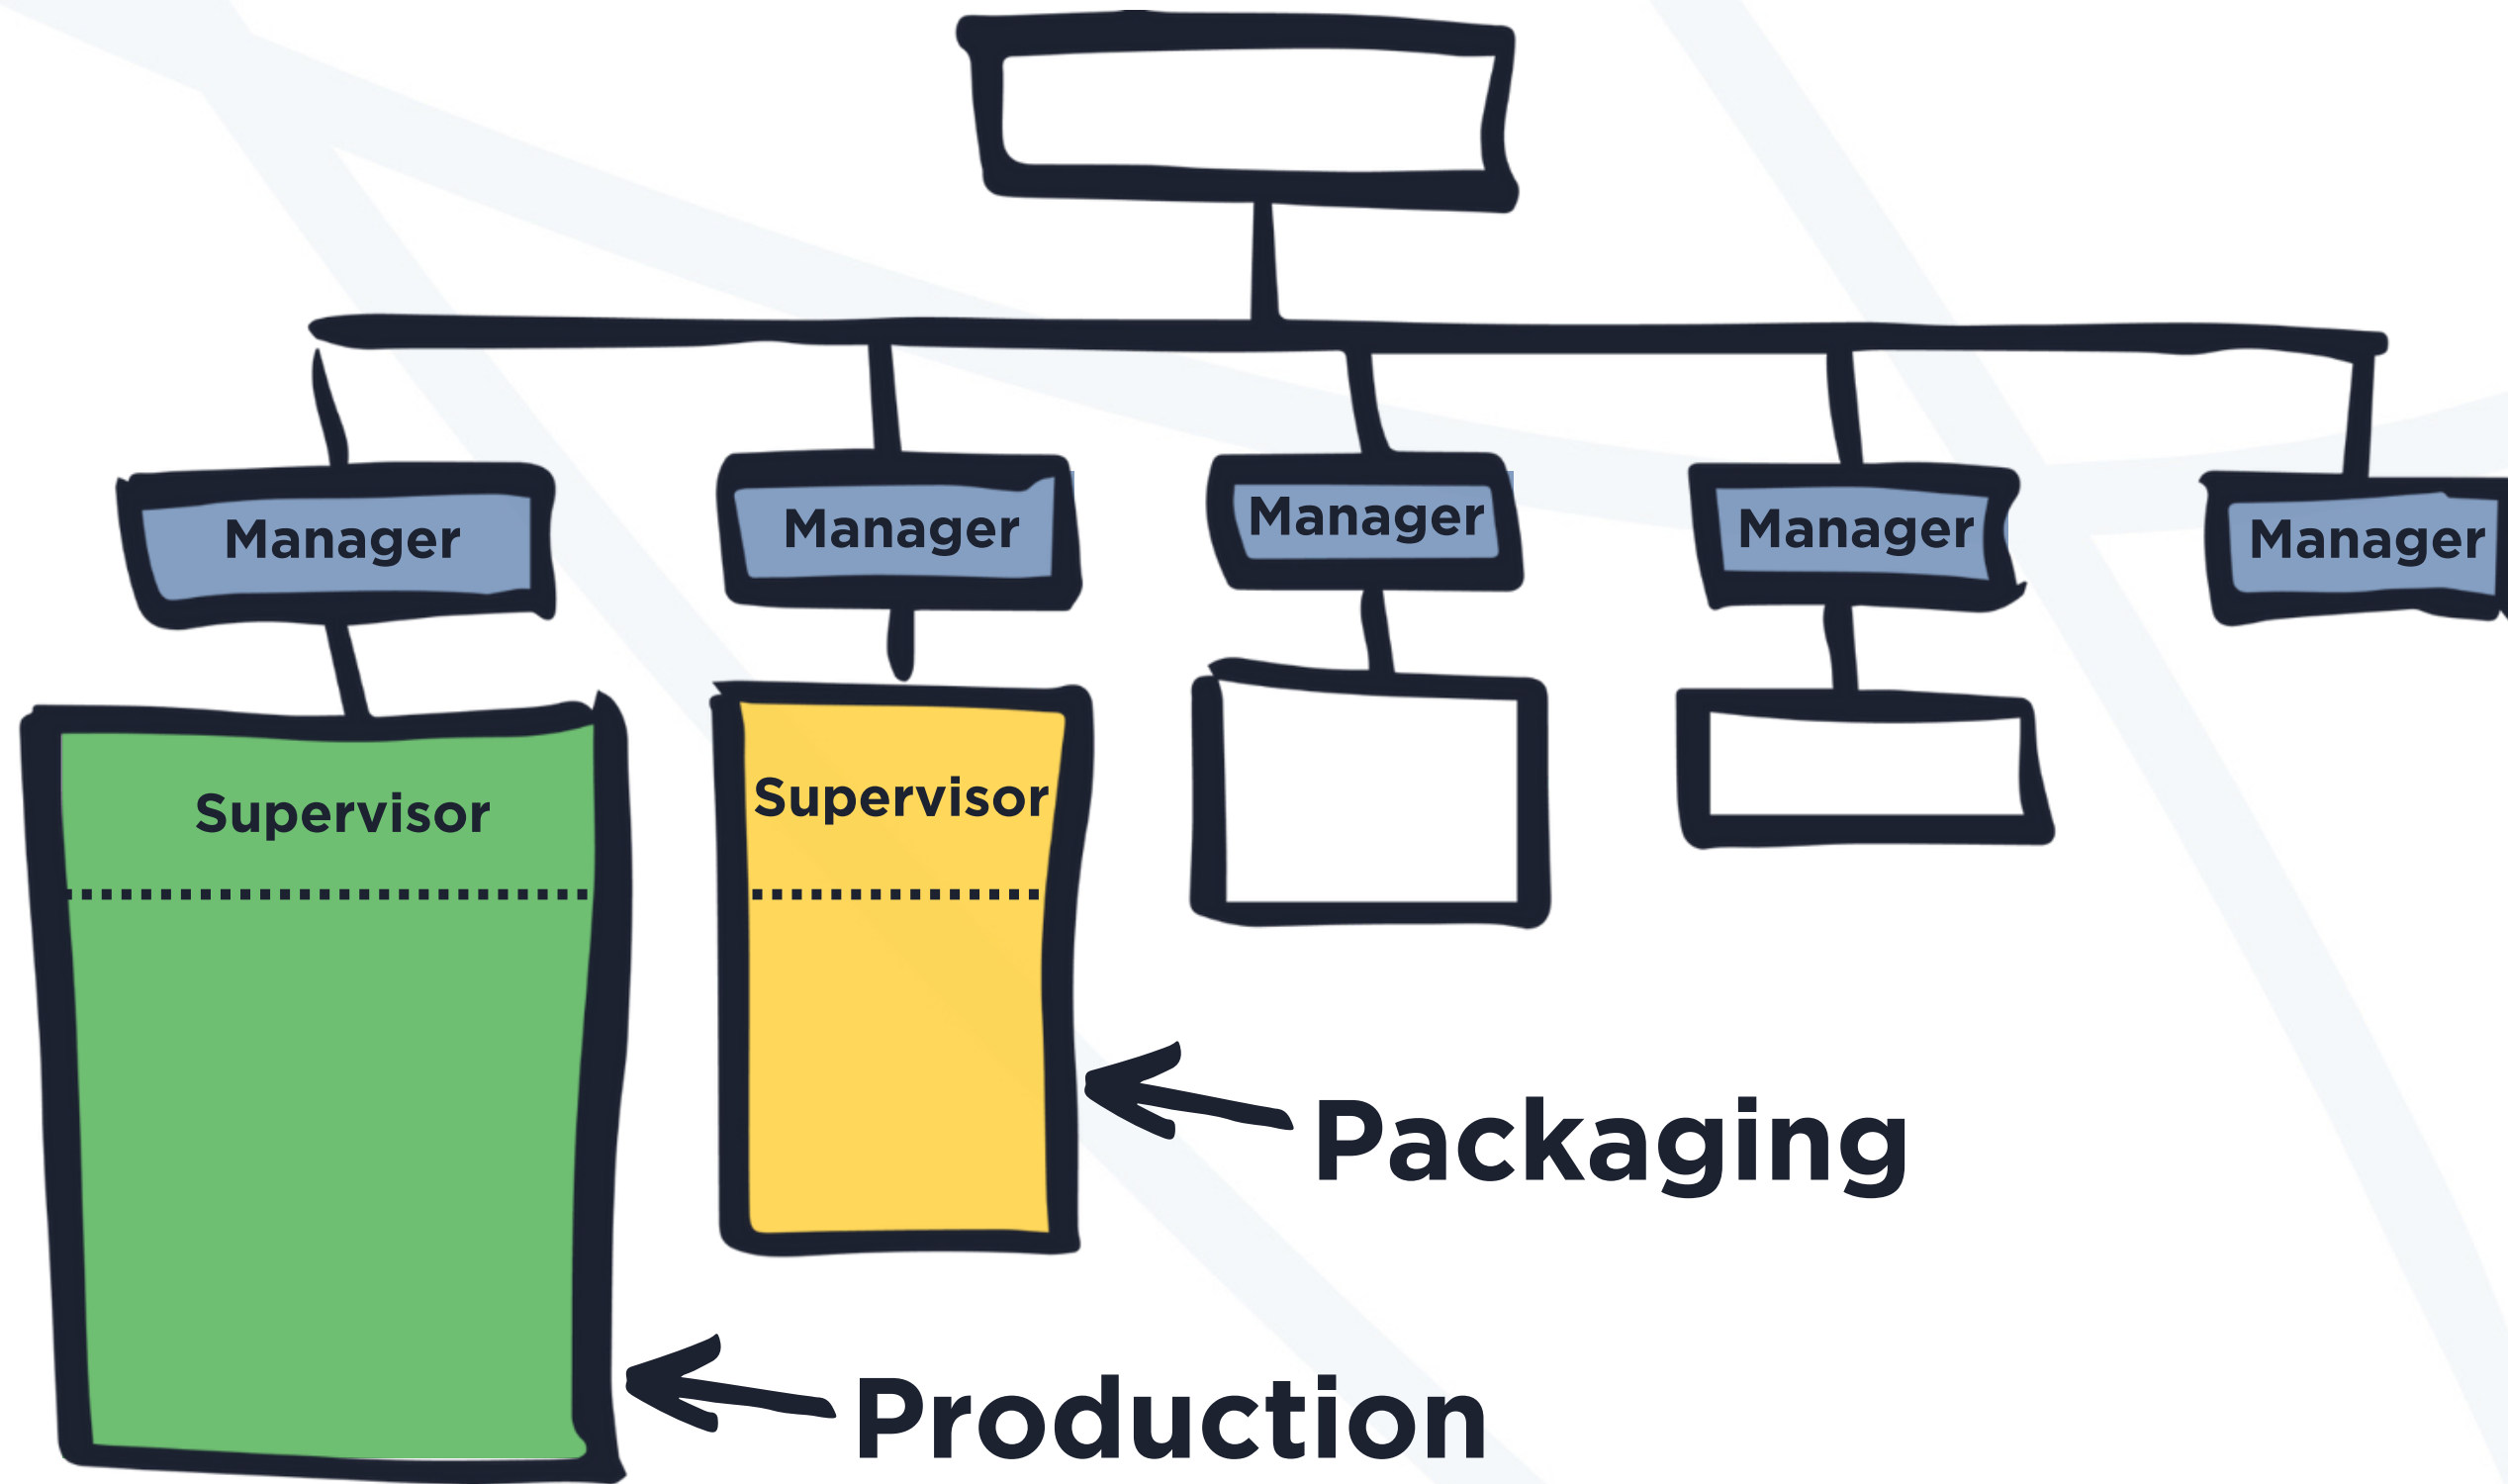 Manager
Manager
Manager
Manager
Manager
Supervisor
Supervisor
Packaging
Production